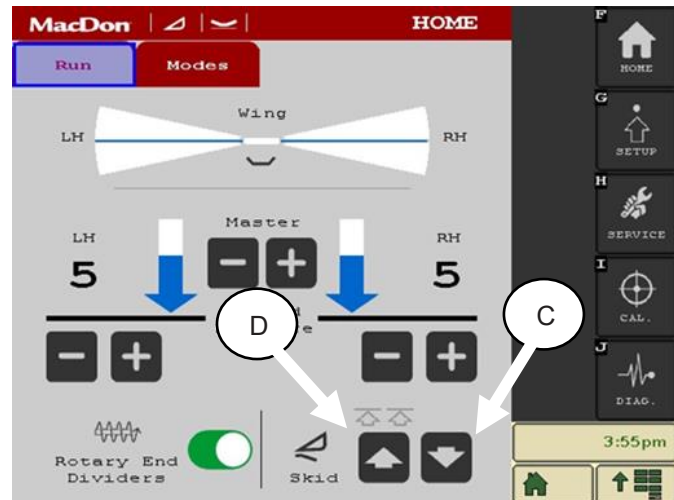 MacDon HOME
Run Modes
Wing
LH RH
Master
LH RH
5 5
D C
Rotary End
Dividers
Skid
F
HOME
G
SETUP
H
SERVICE
I
CAL.
J
DIAG.
3:55pm